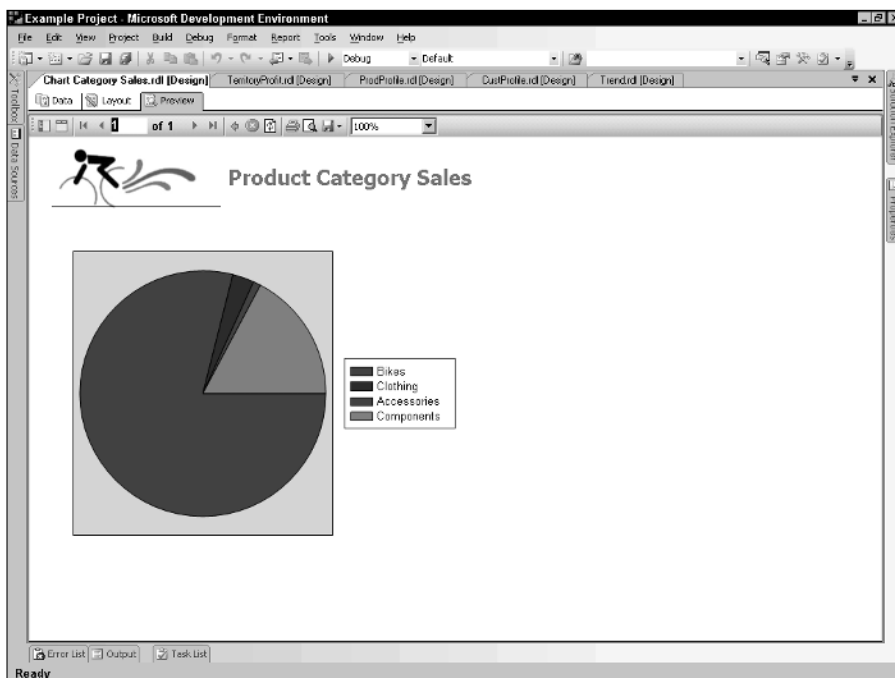 Example Project - Microsoft Development Environment
File Edit View Project Build Debug Format Report Tools Window Help
Debug Default
Chart Category Sales.rdl [Design] TerritoryProfit.rdl [Design] ProdProfile.rdl [Design] CustProfile.rdl [Design] Trend.rdl [Design]
Data Layout Preview
1 of 1 100%
Toolbox
Data Sources
Product Category Sales
Bikes
Clothing
Accessories
Components
Error List Output Task List
Ready